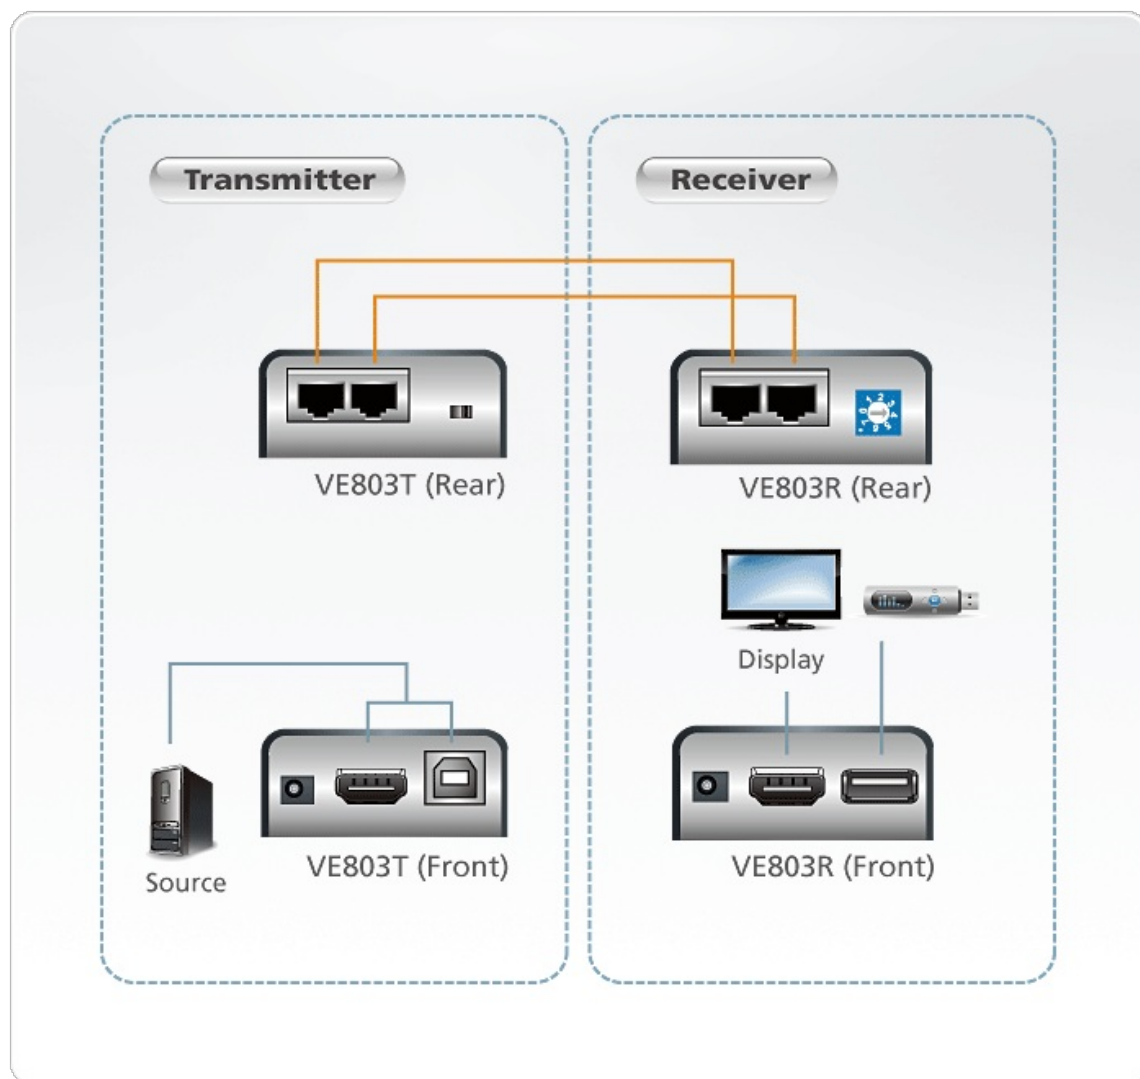 Transmitter
Receiver
VE803T (Rear)
VE803R (Rear)
Display
Source
VE803T (Front)
VE803R (Front)